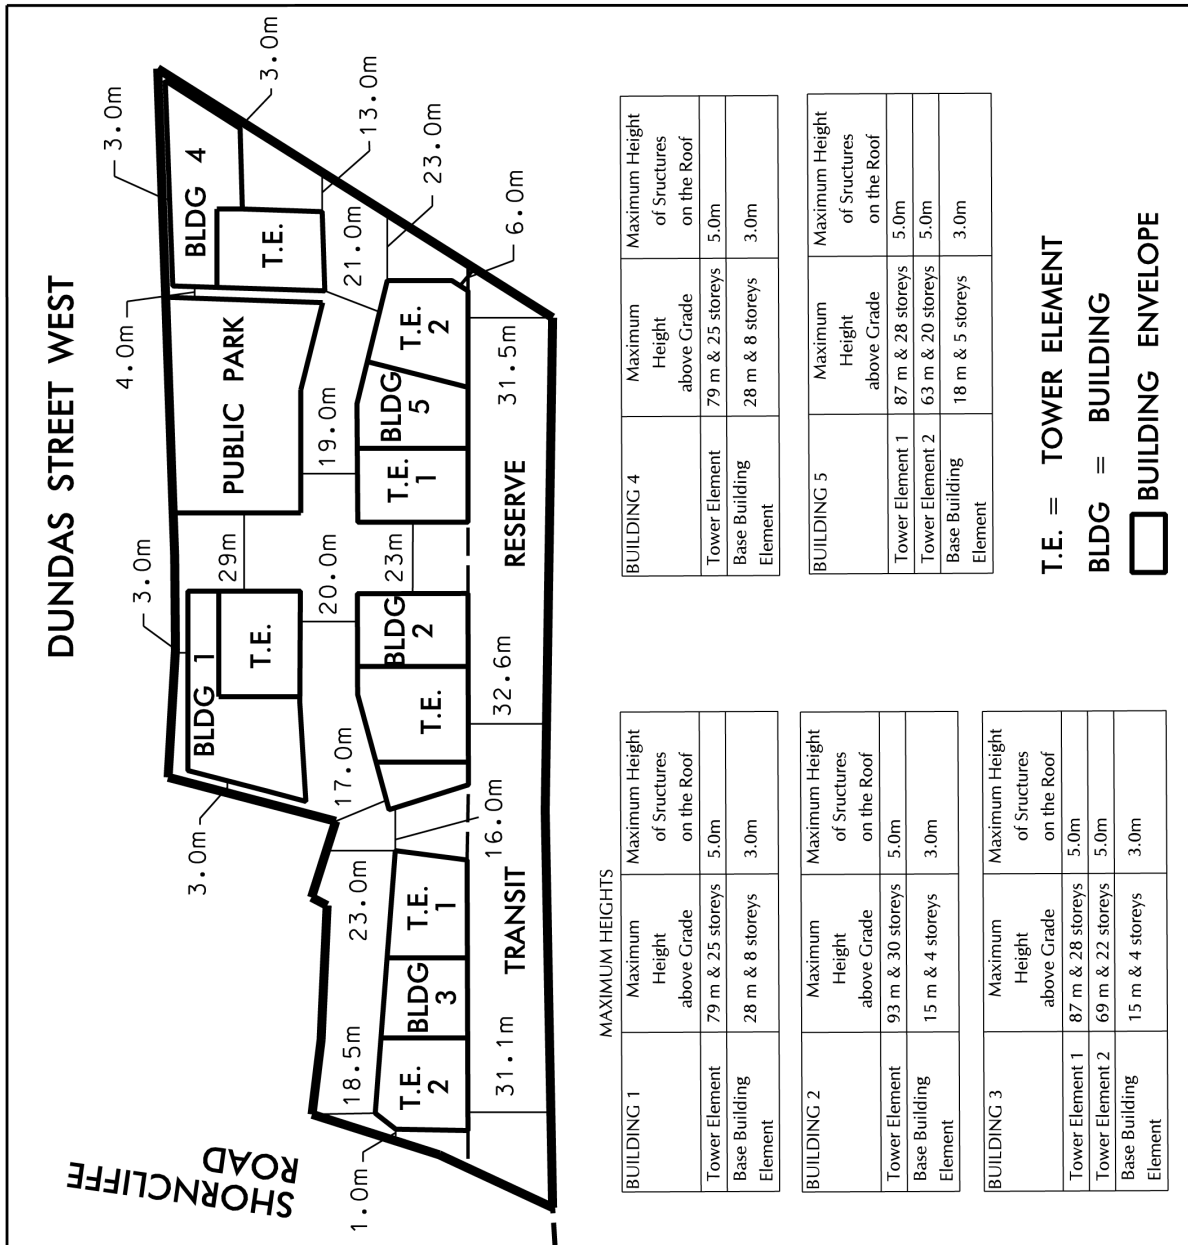 DUNDAS STREET WEST
SHORNCLIFFE
ROAD
3.0m
3.0m
4.0m
3.0m
3.0m
13.0m
23.0m
6.0m
BLDG 1
T.E.
29m
PUBLIC PARK
BLDG 4
T.E.
17.0m
20.0m
19.0m
21.0m
18.5m
23.0m
1.0m
T.E.
2
BLDG
3
T.E.
1
16.0m
T.E.
BLDG
2
23m
T.E.
1
BLDG
5
T.E.
2
31.1m
32.6m
31.5m
TRANSIT
RESERVE
MAXIMUM HEIGHTS
BUILDING 1
Maximum
Height
above Grade
Maximum Height
of Sructures
on the Roof
Tower Element 79 m & 25 storeys 5.0m
Base Building
Element
28 m & 8 storeys 3.0m
BUILDING 4
Maximum
Height
above Grade
Maximum Height
of Sructures
on the Roof
Tower Element 79 m & 25 storeys 5.0m
Base Building
Element
28 m & 8 storeys 3.0m
BUILDING 2
Maximum
Height
above Grade
Maximum Height
of Sructures
on the Roof
Tower Element 93 m & 30 storeys 5.0m
Base Building
Element
15 m & 4 storeys 3.0m
BUILDING 5
Maximum
Height
above Grade
Maximum Height
of Sructures
on the Roof
Tower Element 1 87 m & 28 storeys 5.0m
Tower Element 2 63 m & 20 storeys 5.0m
Base Building
Element
18 m & 5 storeys 3.0m
BUILDING 3
Maximum
Height
above Grade
Maximum Height
of Sructures
on the Roof
Tower Element 1 87 m & 28 storeys 5.0m
Tower Element 2 69 m & 22 storeys 5.0m
Base Building
Element
15 m & 4 storeys 3.0m
T.E. = TOWER ELEMENT
BLDG = BUILDING
BUILDING ENVELOPE